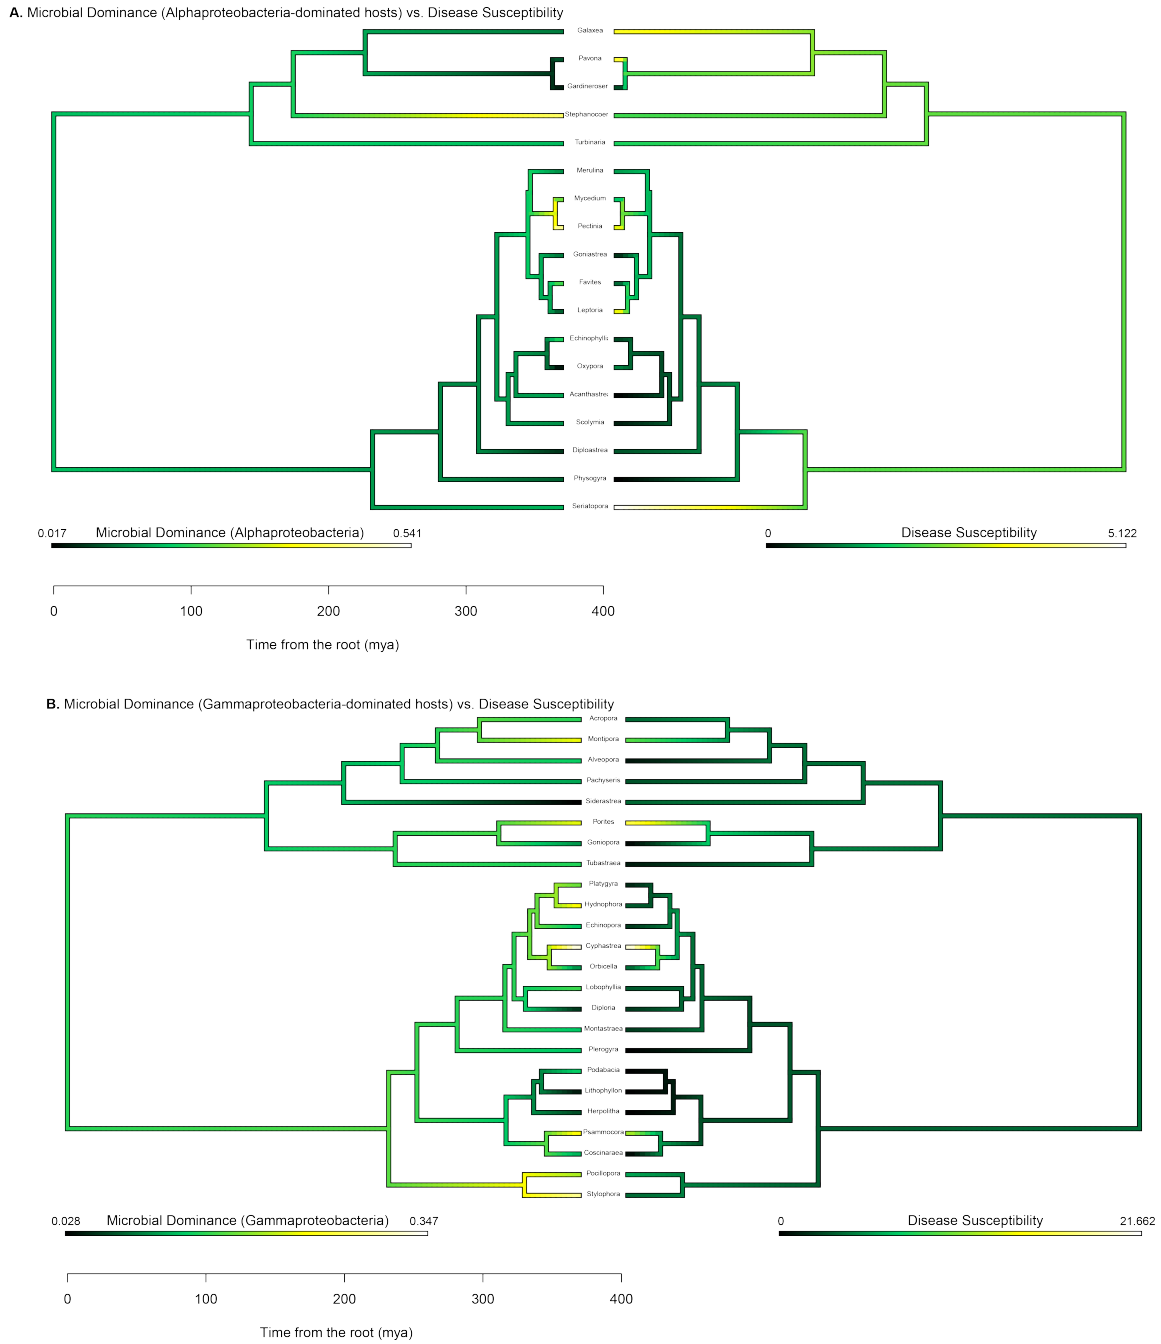 A. Microbial Dominance (Alphaproteobacteria-dominated hosts) vs. Disease Susceptibility
Galaxea
Pavona
Gardineroser
Stephanocoer
Turbinaria
Merulina
Mycedium
Pectinia
Goniastrea
Favites
Leptoria
Echinophylli
Oxypora
Acanthastre
Scolymia
Diploastrea
Physogyra
Seriatopora
0.017 Microbial Dominance (Alphaproteobacteria) 0.541
0 Disease Susceptibility 5.122
0 100 200 300 400
Time from the root (mya)
B. Microbial Dominance (Gammaproteobacteria-dominated hosts) vs. Disease Susceptibility
Acropora
Montipora
Alveopora
Pachyseris
Siderastrea
Porites
Goniopora
Tubastraea
Platygyra
Hydnophora
Echinopora
Cyphastrea
Orbicella
Lobophyllia
Diploria
Montastraea
Plerogyra
Podabacia
Lithophyllon
Herpolitha
Psammocora
Coscinaraea
Pocillopora
Stylophora
0.028 Microbial Dominance (Gammaproteobacteria) 0.347
0 Disease Susceptibility 21.662
0 100 200 300 400
Time from the root (mya)